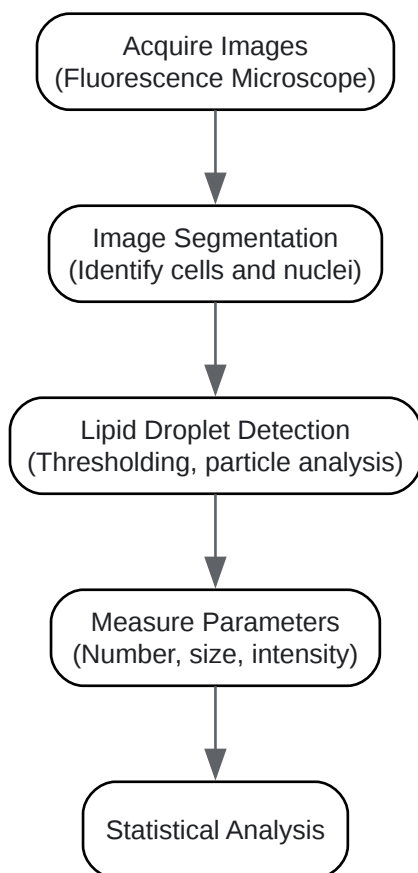 Acquire Images
(Fluorescence Microscope)
Image Segmentation
(Identify cells and nuclei)
Lipid Droplet Detection
(Thresholding, particle analysis)
Measure Parameters
(Number, size, intensity)
Statistical Analysis